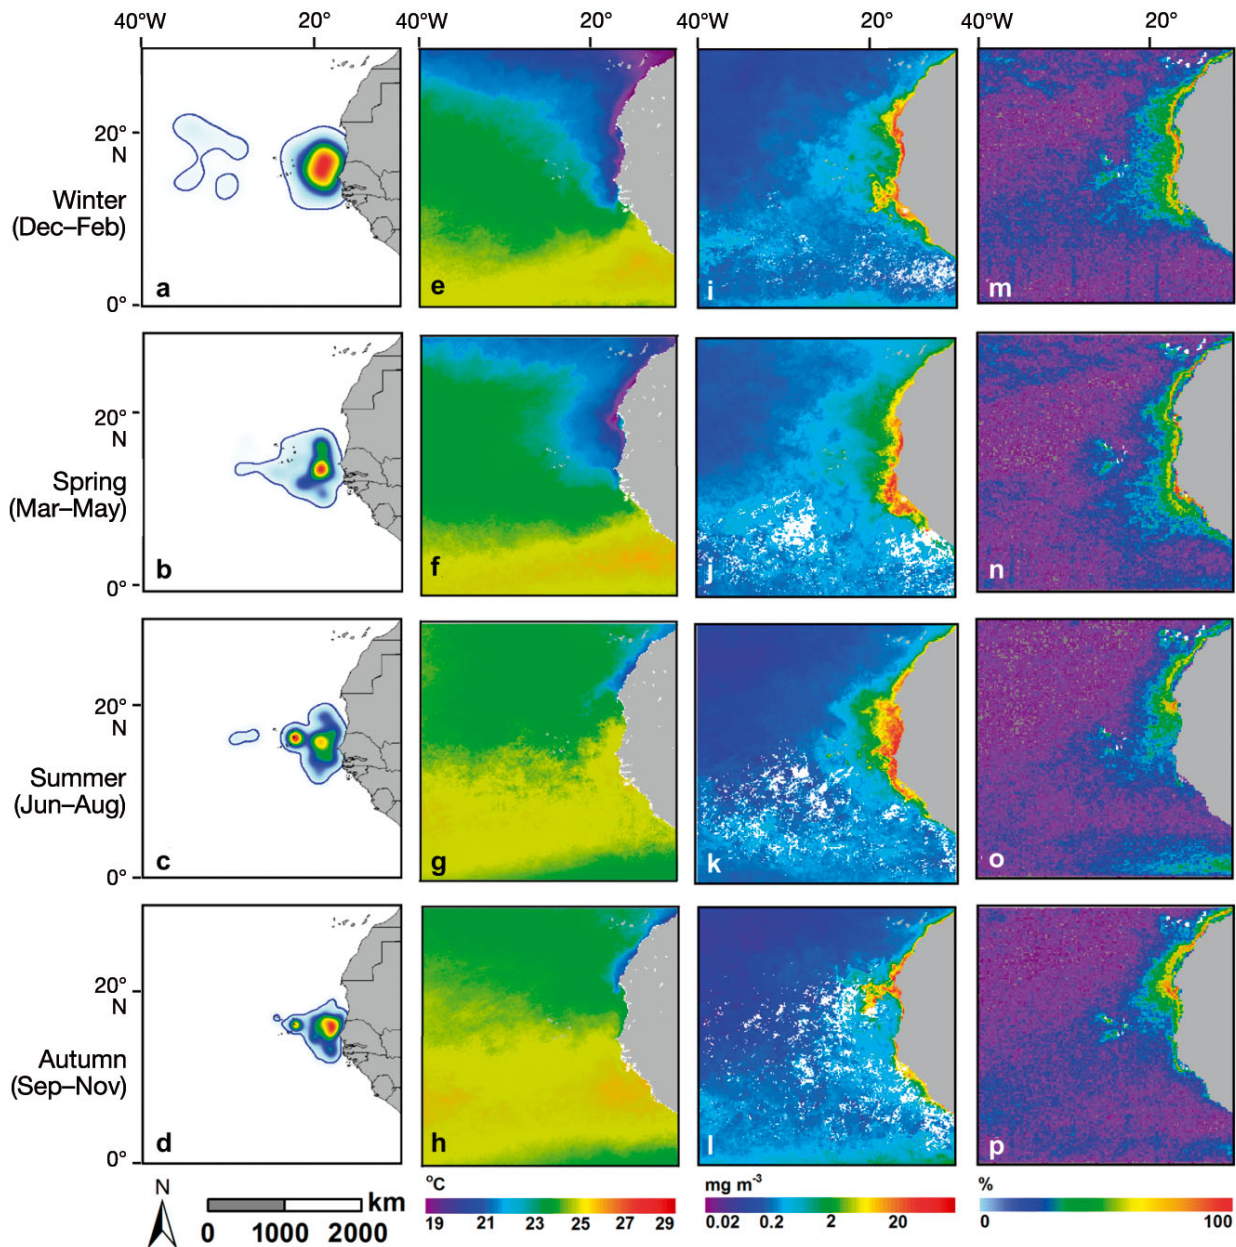 40°W 20° 40°W 20° 40°W 20° 40°W 20°
20°
N
Winter
(Dec–Feb)
0°
a e i m
20°
N
Spring
(Mar–May)
0°
b f j n
20°
N
Summer
(Jun–Aug)
0°
c g k o
20°
N
Autumn
(Sep–Nov)
0°
d h l p
N
km
0 1000 2000
°C
19 21 23 25 27 29
mg m⁻³
0.02 0.2 2 20
%
0 100